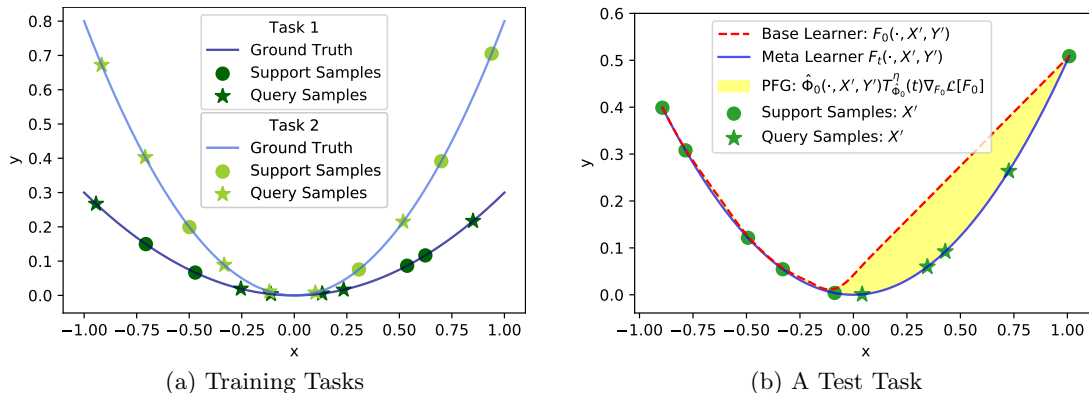 Task 1
Ground Truth
Support Samples
Query Samples
Task 2
Ground Truth
Support Samples
Query Samples
y
0.8
0.7
0.6
0.5
0.4
0.3
0.2
0.1
0.0
−1.00 −0.75 −0.50 −0.25 0.00 0.25 0.50 0.75 1.00
x
(a) Training Tasks
Base Learner: F₀(·, X′, Y′)
Meta Learner Fₜ(·, X′, Y′)
PFG: Φ̂₀(·, X′, Y′)T^η_Φ̂₀(t)∇_F₀ℒ[F₀]
Support Samples: X′
Query Samples: X′
y
0.6
0.5
0.4
0.3
0.2
0.1
0.0
−1.00 −0.75 −0.50 −0.25 0.00 0.25 0.50 0.75 1.00
x
(b) A Test Task